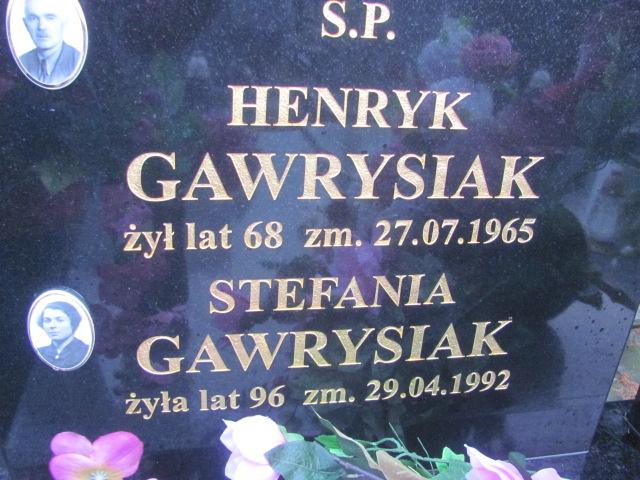 S.P.
HENRYK
GAWRYSIAK
żył lat 68 zm. 27.07.1965
STEFANIA
GAWRYSIAK
żyła lat 96 zm. 29.04.1992